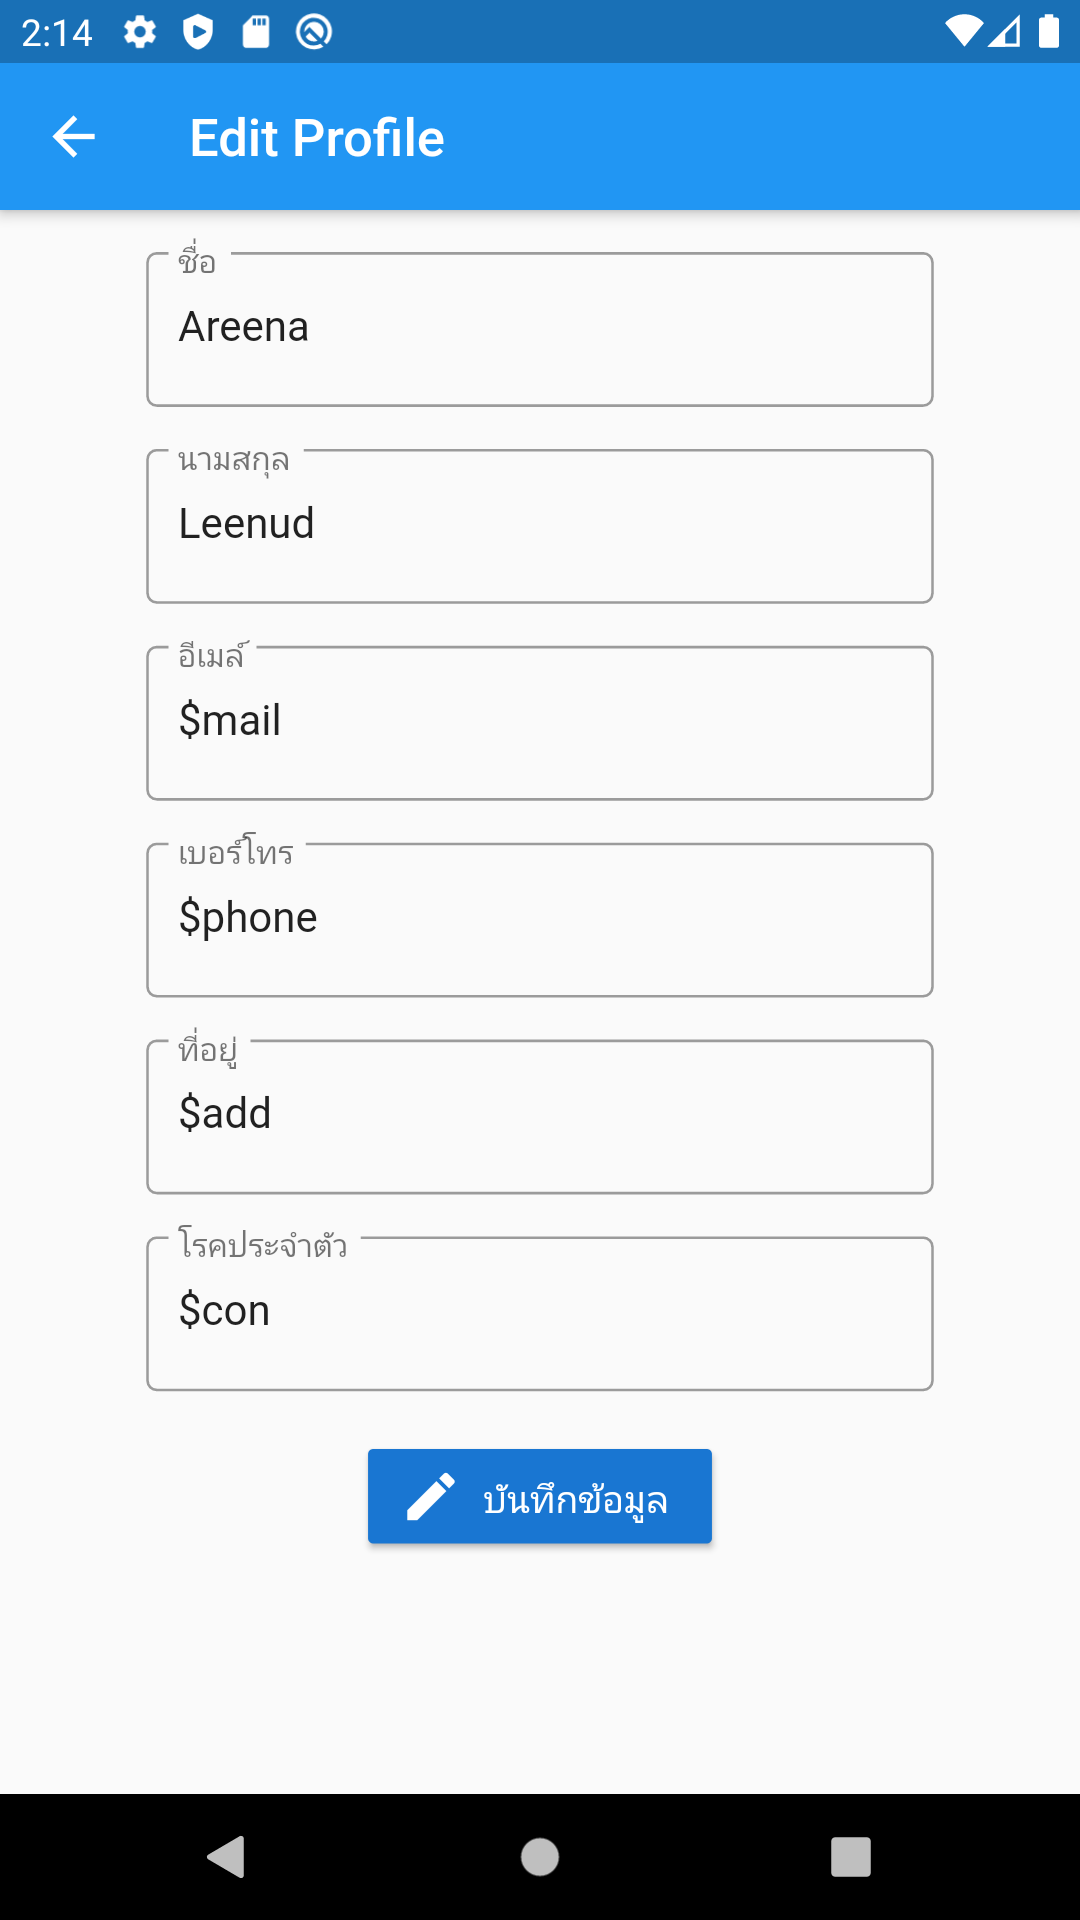 2:14
Edit Profile
ชื่อ
Areena
นามสกุล
Leenud
อีเมล์
$mail
เบอร์โทร
$phone
ที่อยู่
$add
โรคประจำตัว
$con
บันทึกข้อมูล